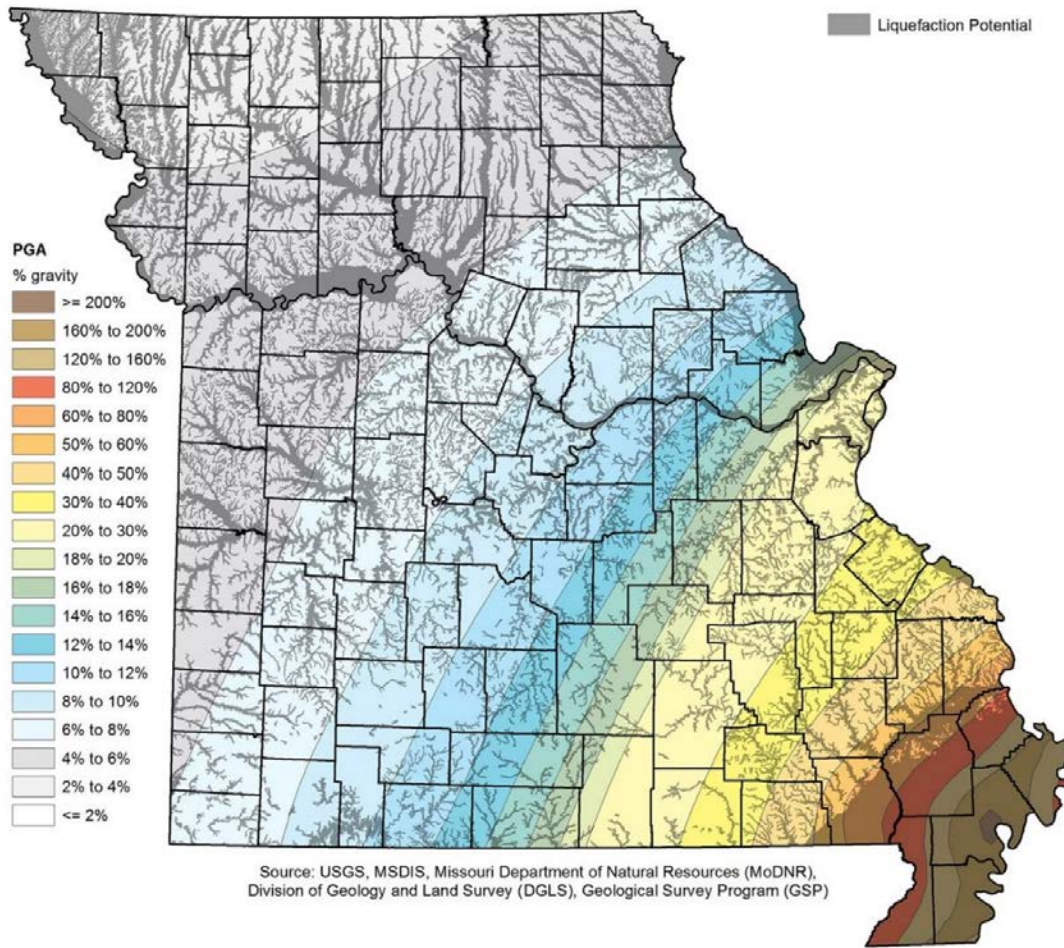 Liquefaction Potential
PGA
% gravity
>= 200%
160% to 200%
120% to 160%
80% to 120%
60% to 80%
50% to 60%
40% to 50%
30% to 40%
20% to 30%
18% to 20%
16% to 18%
14% to 16%
12% to 14%
10% to 12%
8% to 10%
6% to 8%
4% to 6%
2% to 4%
<= 2%
Source: USGS, MSDIS, Missouri Department of Natural Resources (MoDNR),
Division of Geology and Land Survey (DGLS), Geological Survey Program (GSP)